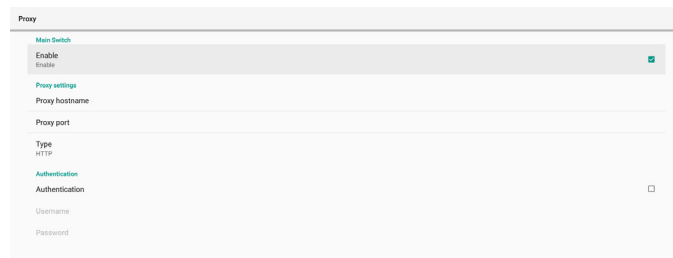 Proxy
Main Switch
Enable
Enable
Proxy settings
Proxy hostname
Proxy port
Type
HTTP
Authentication
Authentication
Username
Password